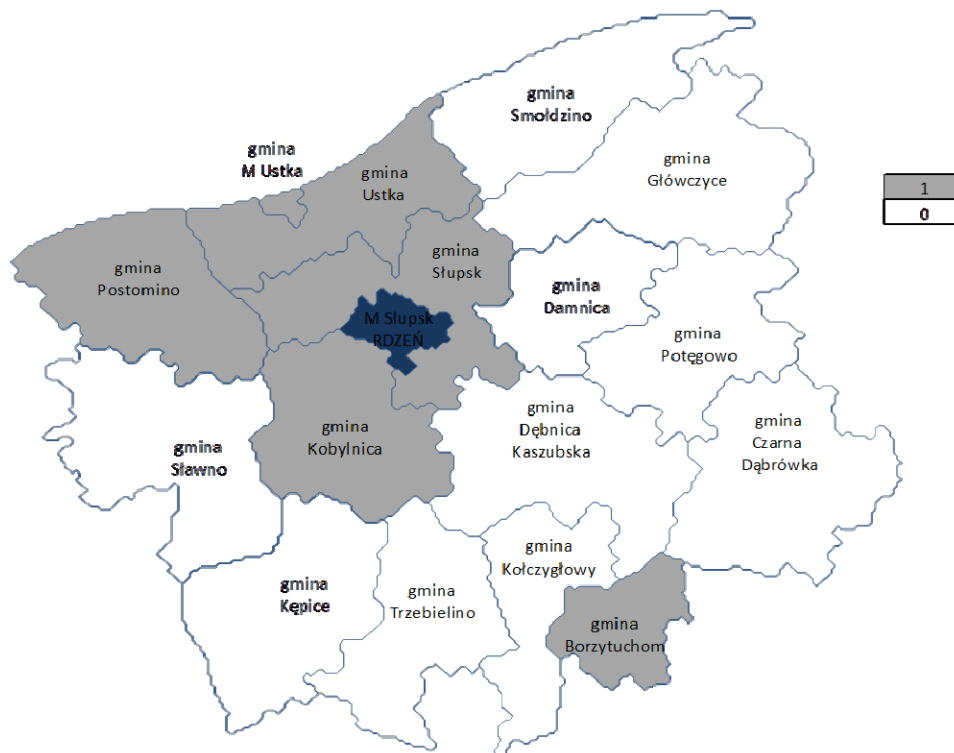 gmina
Smołdzino
gmina
M Ustka
gmina
Ustka
gmina
Główczyce
1
0
gmina
Słupsk
gmina
Postomino
gmina
Damnica
M Słupsk
RDZEŃ
gmina
Potęgowo
gmina
Dębnica
Kaszubska
gmina
Czarna
Dąbrówka
gmina
Kobylnica
gmina
Sławno
gmina
Kołczygłowy
gmina
Kępice
gmina
Trzebielino
gmina
Borzytuchom